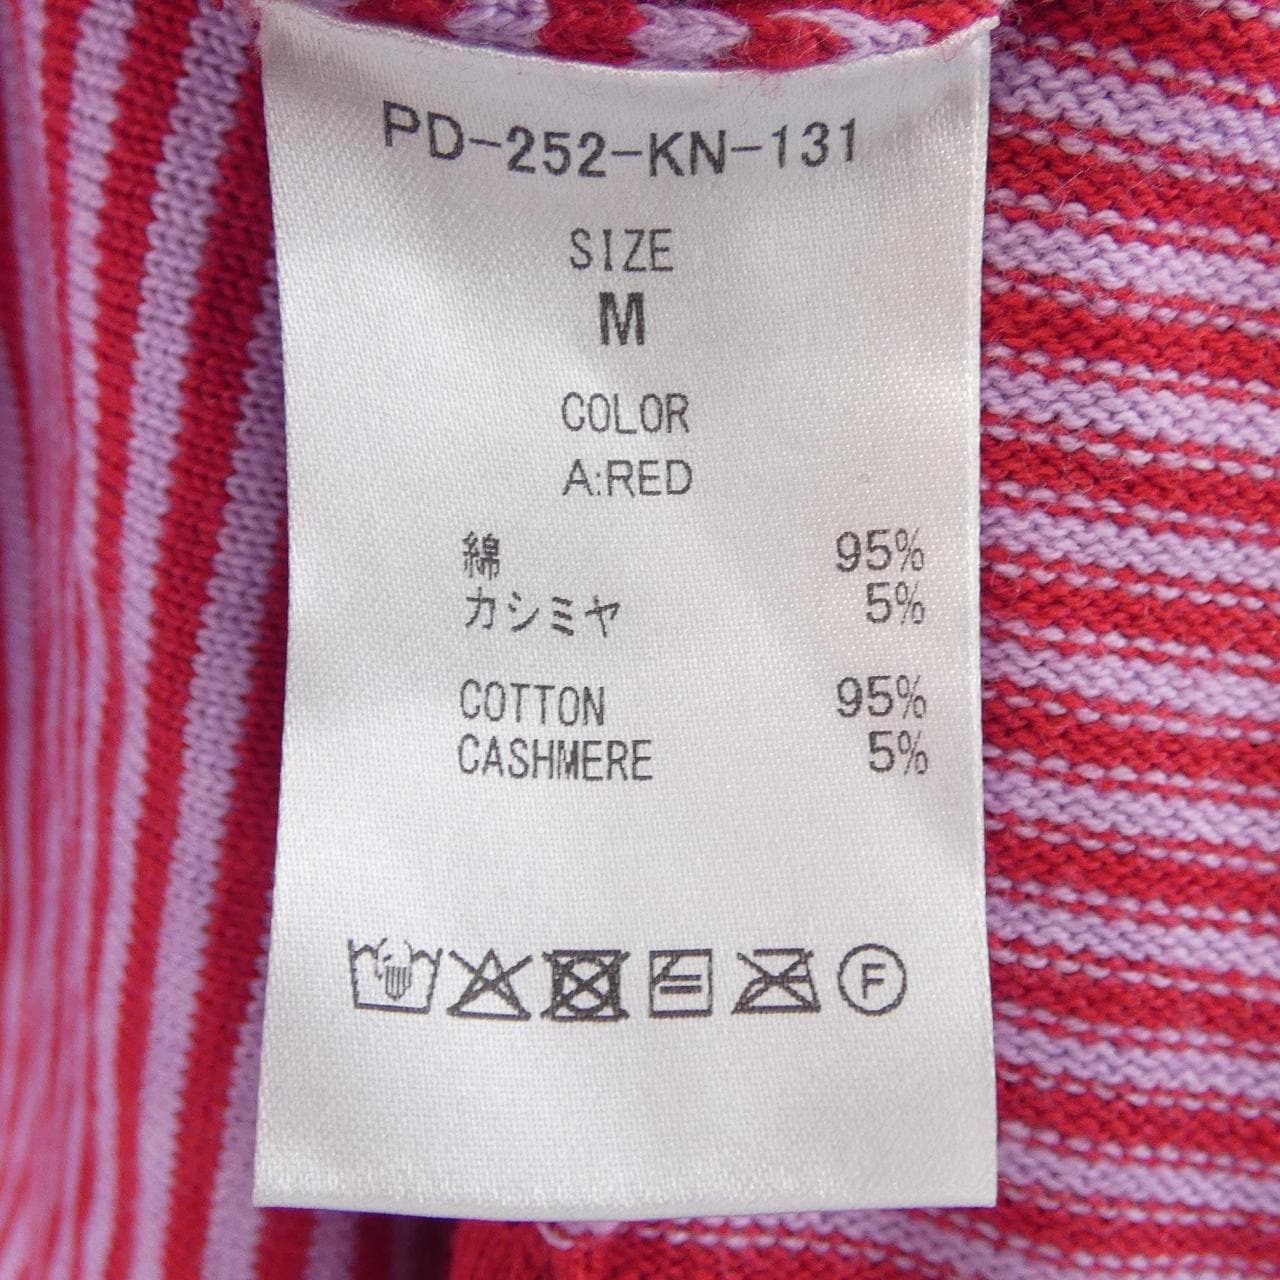 PD-252-KN-131
SIZE
M
COLOR
A:RED
綿 95%
カシミヤ 5%
COTTON 95%
CASHMERE 5%
F